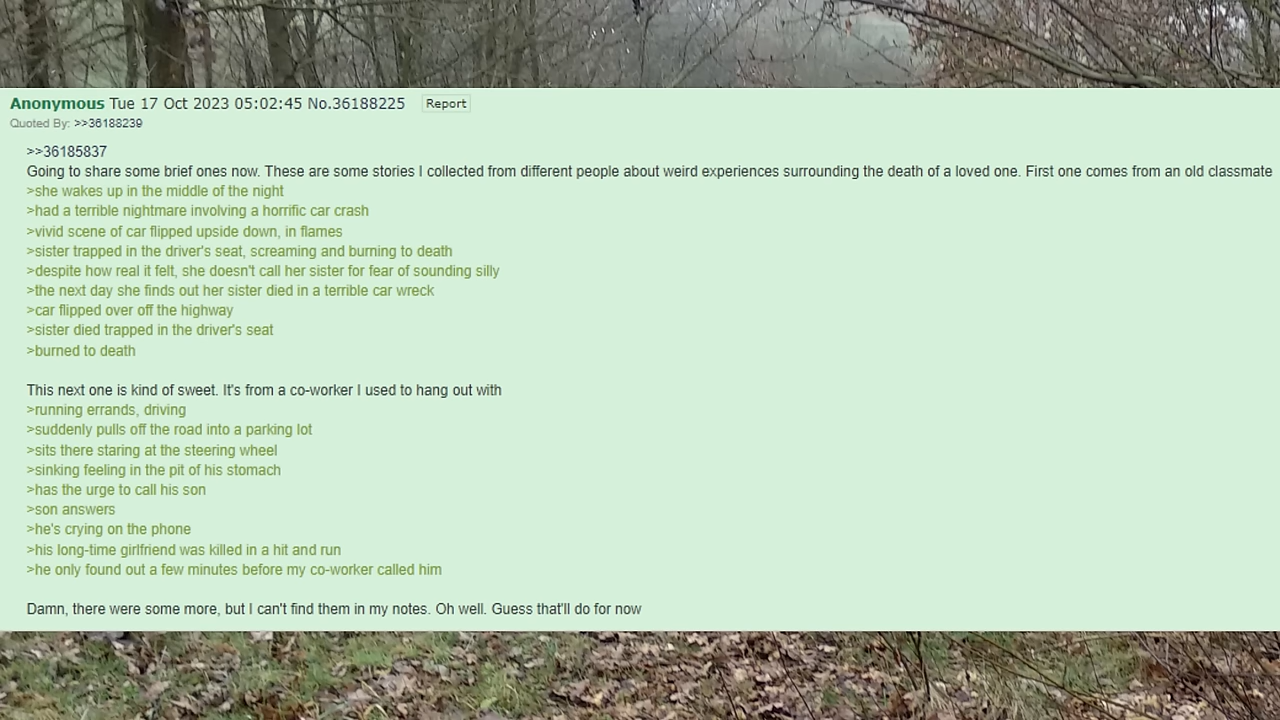 Anonymous Tue 17 Oct 2023 05:02:45 No.36188225 Report
Quoted By: >>36188239
>>36185837
Going to share some brief ones now. These are some stories I collected from different people about weird experiences surrounding the death of a loved one. First one comes from an old classmate
>she wakes up in the middle of the night
>had a terrible nightmare involving a horrific car crash
>vivid scene of car flipped upside down, in flames
>sister trapped in the driver's seat, screaming and burning to death
>despite how real it felt, she doesn't call her sister for fear of sounding silly
>the next day she finds out her sister died in a terrible car wreck
>car flipped over off the highway
>sister died trapped in the driver's seat
>burned to death
This next one is kind of sweet. It's from a co-worker I used to hang out with
>running errands, driving
>suddenly pulls off the road into a parking lot
>sits there staring at the steering wheel
>sinking feeling in the pit of his stomach
>has the urge to call his son
>son answers
>he's crying on the phone
>his long-time girlfriend was killed in a hit and run
>he only found out a few minutes before my co-worker called him
Damn, there were some more, but I can't find them in my notes. Oh well. Guess that'll do for now